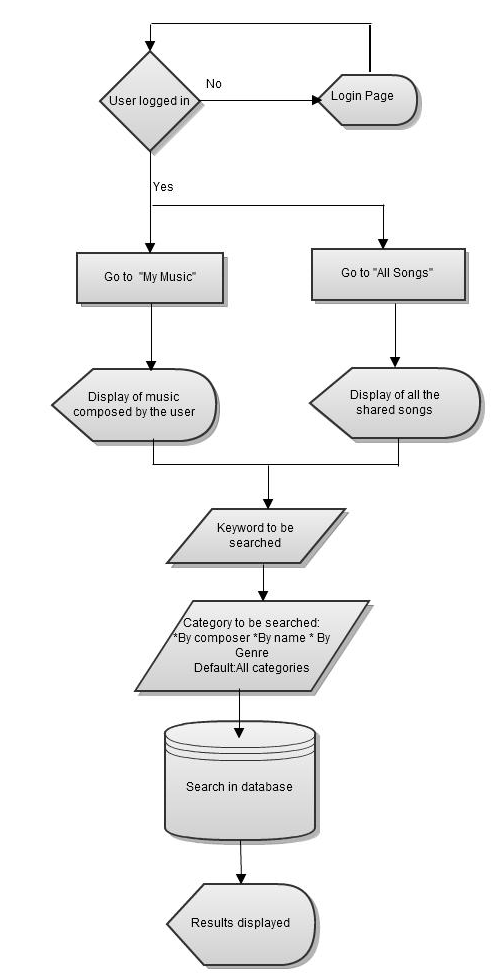 No
User logged in
Login Page
Yes
Go to "My Music"
Go to "All Songs"
Display of music
composed by the user
Display of all the
shared songs
Keyword to be
searched
Category to be searched:
*By composer *By name * By
Genre
Default:All categories
Search in database
Results displayed